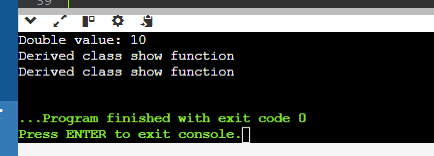 39
Double value: 10
Derived class show function
Derived class show function
...Program finished with exit code 0
Press ENTER to exit console.